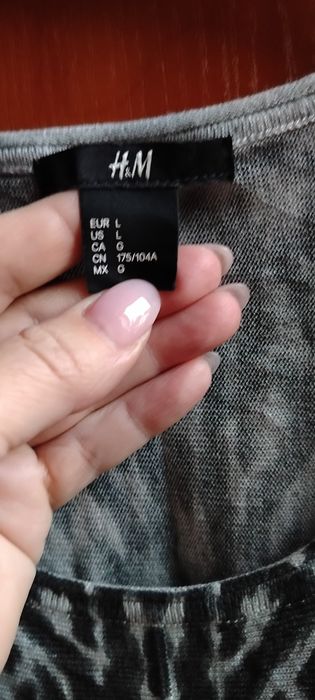 H&M
EUR L
US L
CA G
CN 175/104A
MX G